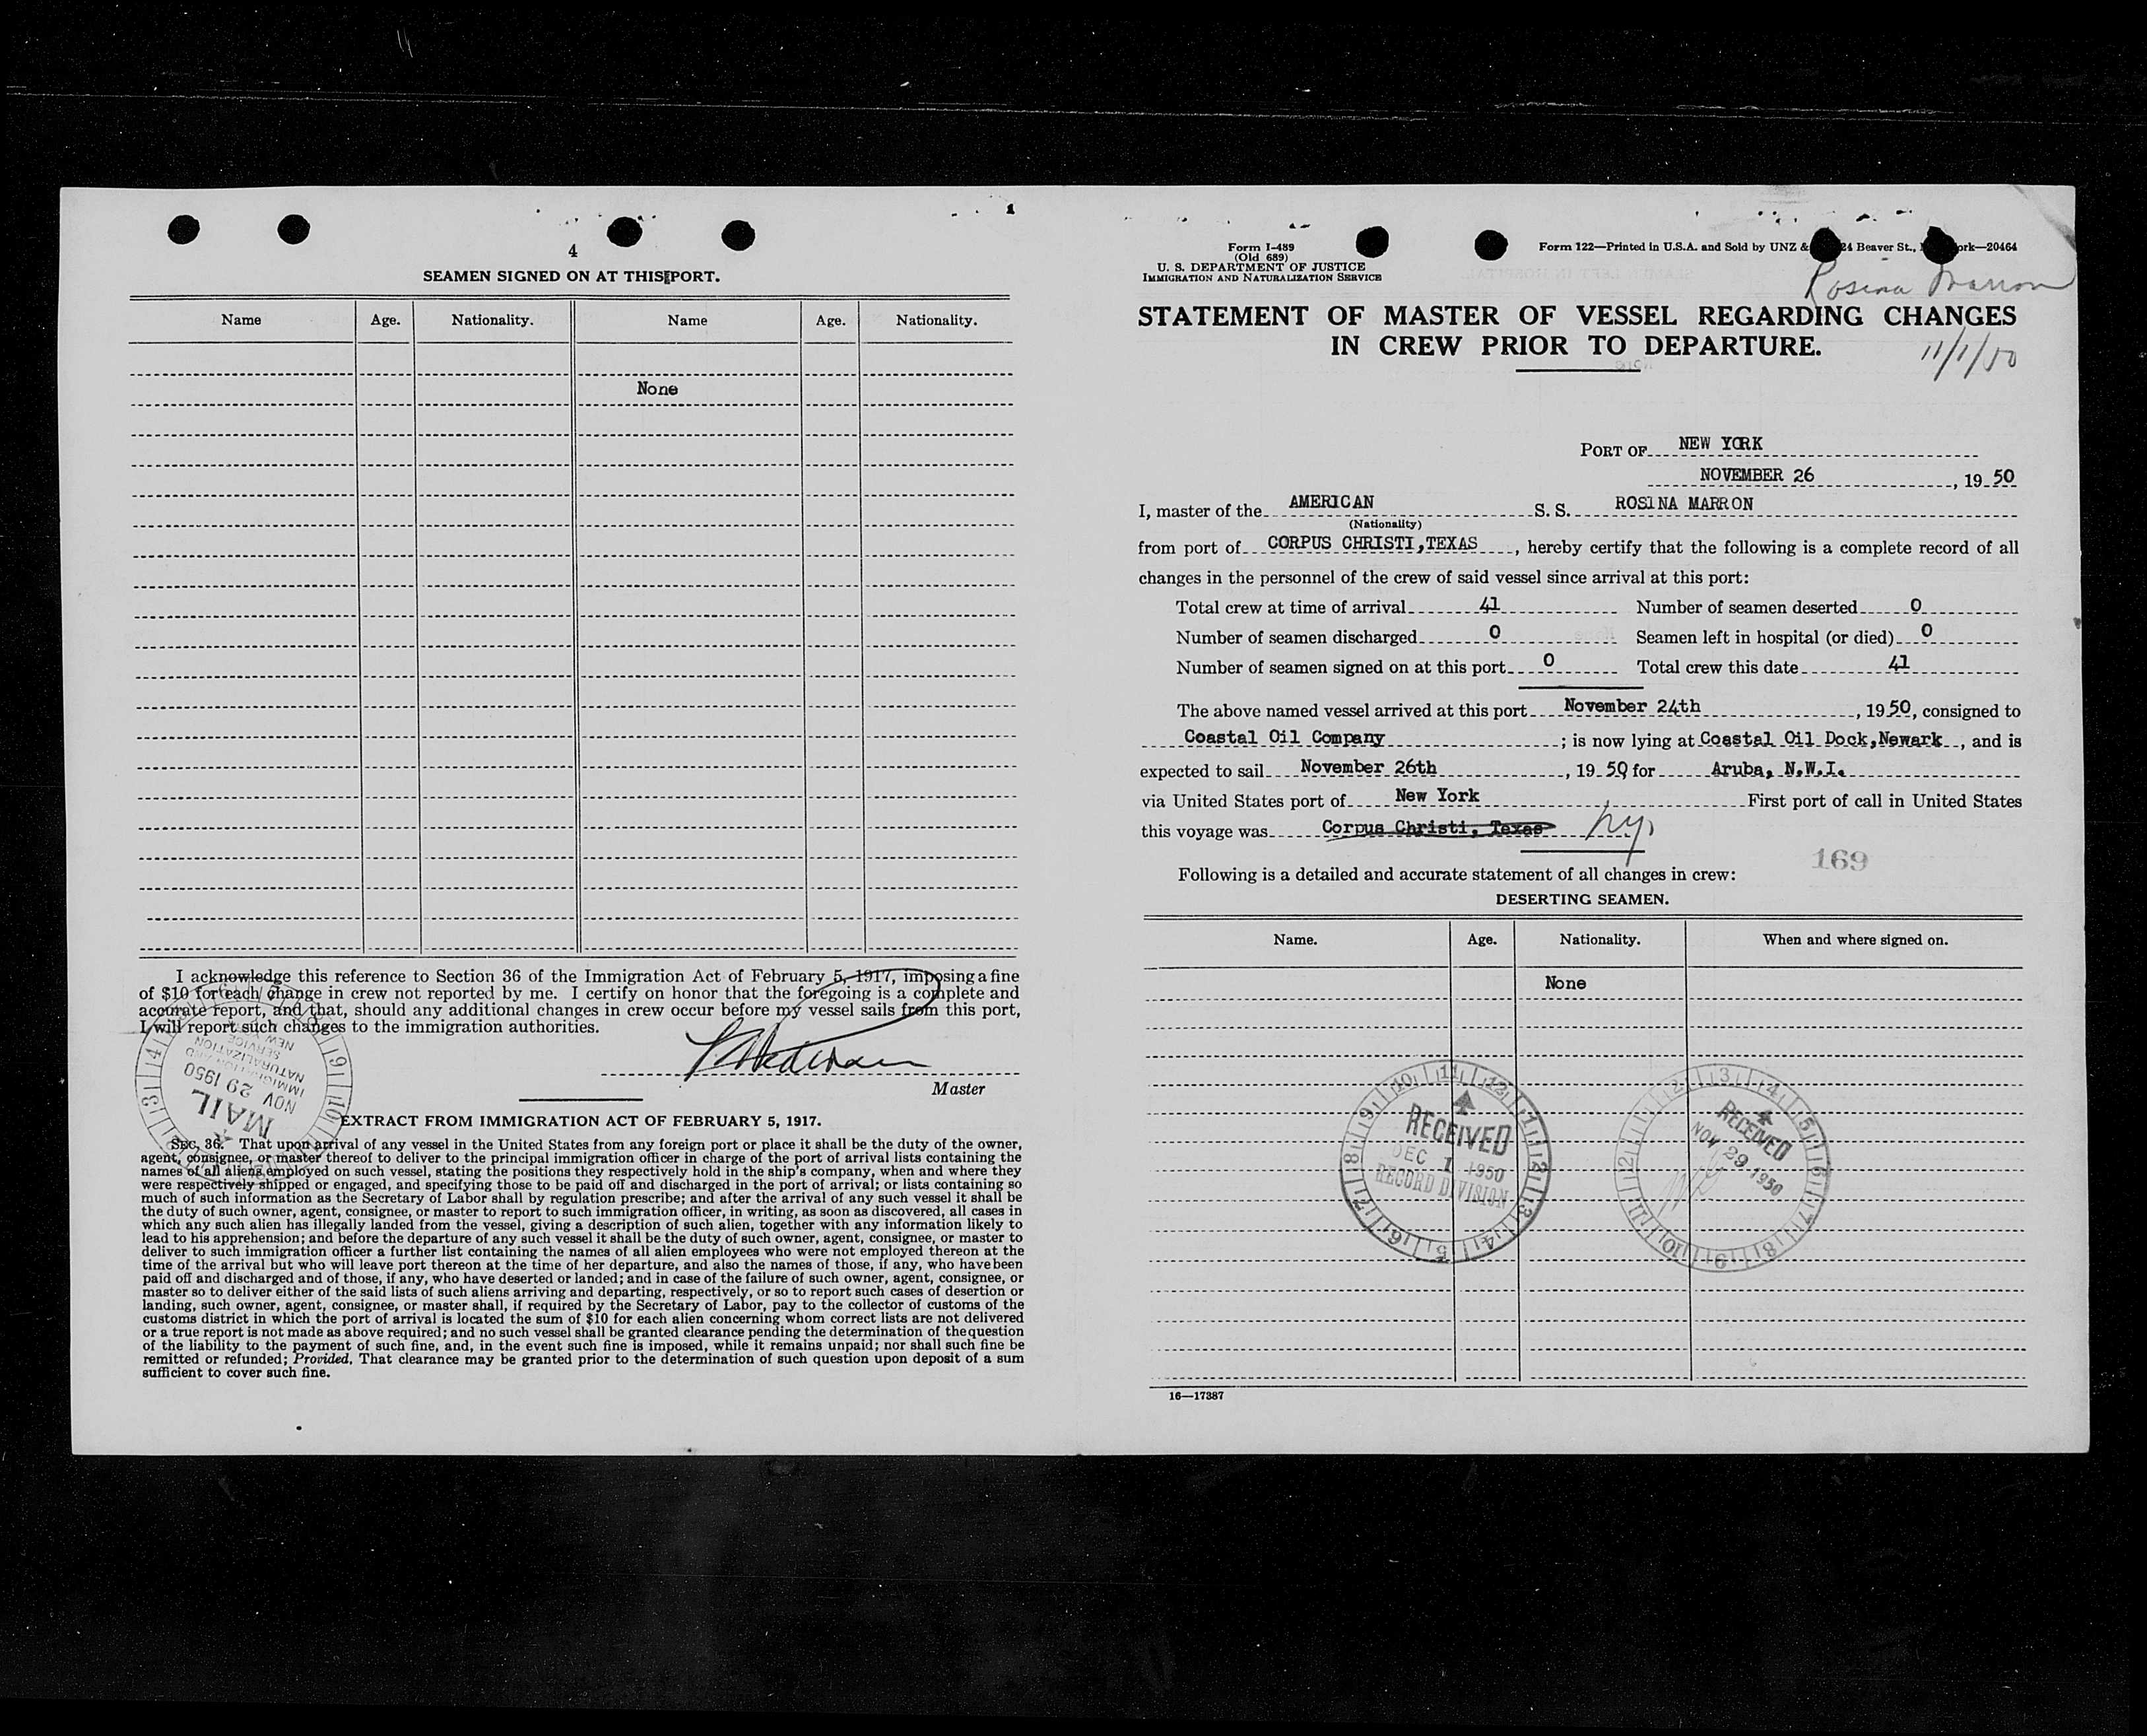 4
SEAMEN SIGNED ON AT THIS PORT.
Name Age. Nationality. Name Age. Nationality.
None
I acknowledge this reference to Section 36 of the Immigration Act of February 5, 1917, imposing a fine
of $10 for each change in crew not reported by me. I certify on honor that the foregoing is a complete and
accurate report, and that, should any additional changes in crew occur before my vessel sails from this port,
I will report such changes to the immigration authorities.
Master
MAIL
NOV 29 1950
IMMIGRATION AND
NATURALIZATION
SERVICE
NEW YORK
EXTRACT FROM IMMIGRATION ACT OF FEBRUARY 5, 1917.
SEC. 36. That upon arrival of any vessel in the United States from any foreign port or place it shall be the duty of the owner,
agent, consignee, or master thereof to deliver to the principal immigration officer in charge of the port of arrival lists containing the
names of all aliens employed on such vessel, stating the positions they respectively hold in the ship's company, when and where they
were respectively shipped or engaged, and specifying those to be paid off and discharged in the port of arrival; or lists containing so
much of such information as the Secretary of Labor shall by regulation prescribe; and after the arrival of any such vessel it shall be
the duty of such owner, agent, consignee, or master to report to such immigration officer, in writing, as soon as discovered, all cases in
which any such alien has illegally landed from the vessel, giving a description of such alien, together with any information likely to
lead to his apprehension; and before the departure of any such vessel it shall be the duty of such owner, agent, consignee, or master to
deliver to such immigration officer a further list containing the names of all alien employees who were not employed thereon at the
time of the arrival but who will leave port thereon at the time of her departure, and also the names of those, if any, who have been
paid off and discharged and of those, if any, who have deserted or landed; and in case of the failure of such owner, agent, consignee, or
master so to deliver either of the said lists of such aliens arriving and departing, respectively, or so to report such cases of desertion or
landing, such owner, agent, consignee, or master shall, if required by the Secretary of Labor, pay to the collector of customs of the
customs district in which the port of arrival is located the sum of $10 for each alien concerning whom correct lists are not delivered
or a true report is not made as above required; and no such vessel shall be granted clearance pending the determination of the question
of the liability to the payment of such fine, and, in the event such fine is imposed, while it remains unpaid; nor shall such fine be
remitted or refunded; Provided, That clearance may be granted prior to the determination of such question upon deposit of a sum
sufficient to cover such fine.
Form I-489
(Old 689)
U. S. DEPARTMENT OF JUSTICE
IMMIGRATION AND NATURALIZATION SERVICE
Form 122—Printed in U.S.A. and Sold by UNZ & 24 Beaver St., ork—20464
Rosina Marron
STATEMENT OF MASTER OF VESSEL REGARDING CHANGES
IN CREW PRIOR TO DEPARTURE.
11/1/50
PORT OF NEW YORK
NOVEMBER 26, 1950
I, master of the AMERICAN S. S. ROSINA MARRON
(Nationality)
from port of CORPUS CHRISTI, TEXAS, hereby certify that the following is a complete record of all
changes in the personnel of the crew of said vessel since arrival at this port:
Total crew at time of arrival 41 Number of seamen deserted 0
Number of seamen discharged 0 Seamen left in hospital (or died) 0
Number of seamen signed on at this port 0 Total crew this date 41
The above named vessel arrived at this port November 24th, 1950, consigned to
Coastal Oil Company; is now lying at Coastal Oil Dock, Newark, and is
expected to sail November 26th, 1950 for Aruba, N.W.I.
via United States port of New York First port of call in United States
this voyage was Corpus Christi, Texas ny
169
Following is a detailed and accurate statement of all changes in crew:
DESERTING SEAMEN.
Name. Age. Nationality. When and where signed on.
None
RECEIVED
DEC 1 1950
RECORD DIVISION
RECEIVED
NOV 29 1950
16—17387